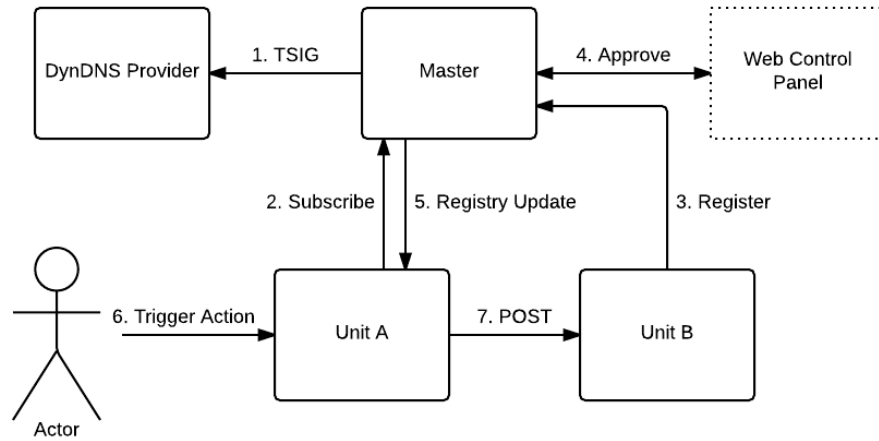 DynDNS Provider
1. TSIG
Master
4. Approve
Web Control
Panel
2. Subscribe
5. Registry Update
3. Register
6. Trigger Action
Unit A
7. POST
Unit B
Actor